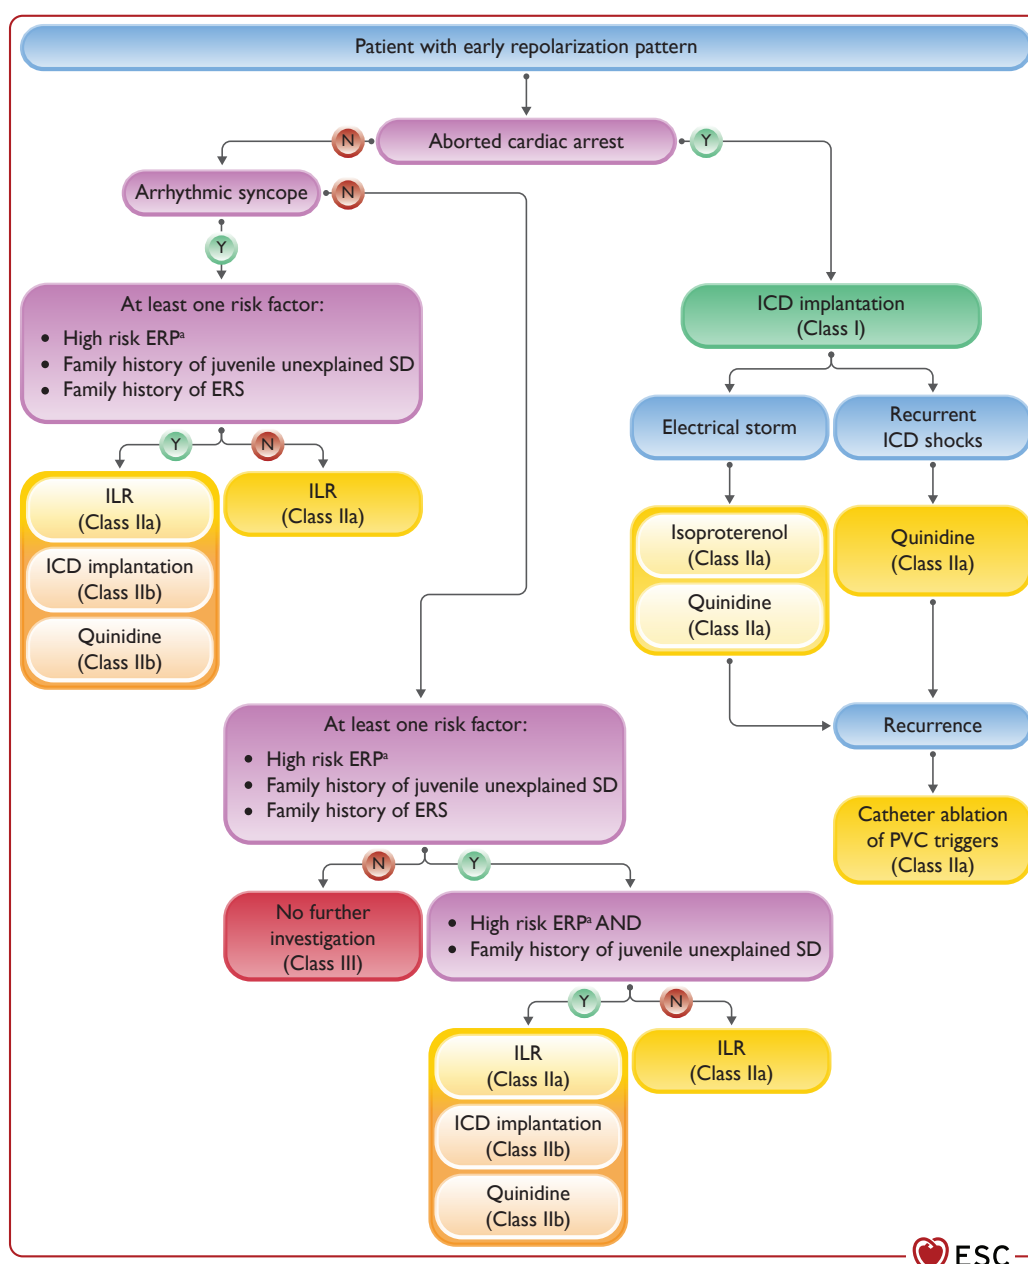 Patient with early repolarization pattern
N
Aborted cardiac arrest
Y
Arrhythmic syncope
N
Y
At least one risk factor:
• High risk ERPᵃ
• Family history of juvenile unexplained SD
• Family history of ERS
Y
N
ILR
(Class IIa)
ICD implantation
(Class IIb)
Quinidine
(Class IIb)
ILR
(Class IIa)
ICD implantation
(Class I)
Electrical storm
Recurrent
ICD shocks
Isoproterenol
(Class IIa)
Quinidine
(Class IIa)
Quinidine
(Class IIa)
Recurrence
Catheter ablation
of PVC triggers
(Class IIa)
At least one risk factor:
• High risk ERPᵃ
• Family history of juvenile unexplained SD
• Family history of ERS
N
Y
No further
investigation
(Class III)
• High risk ERPᵃ AND
• Family history of juvenile unexplained SD
Y
N
ILR
(Class IIa)
ICD implantation
(Class IIb)
Quinidine
(Class IIb)
ILR
(Class IIa)
ESC